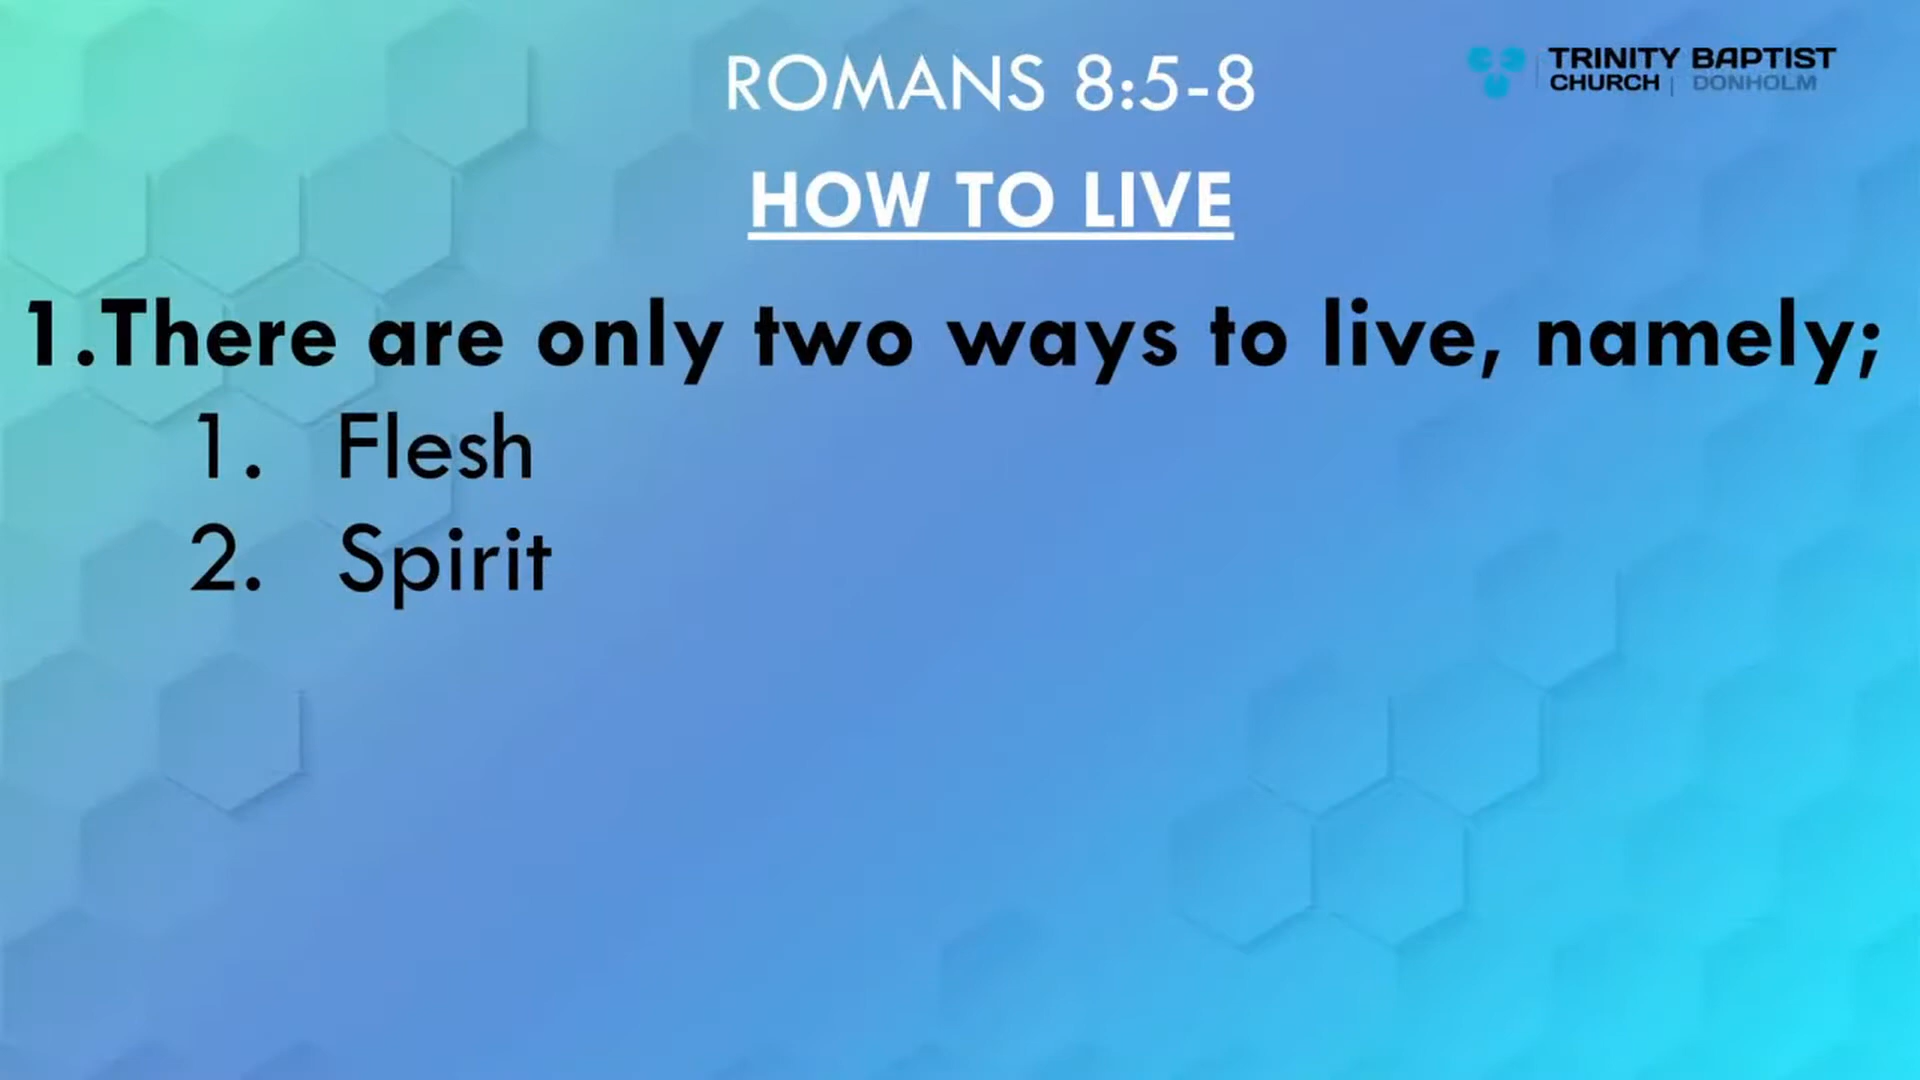 ROMANS 8:5-8
TRINITY BAPTIST
CHURCH | DONHOLM
HOW TO LIVE
1.There are only two ways to live, namely;
1. Flesh
2. Spirit